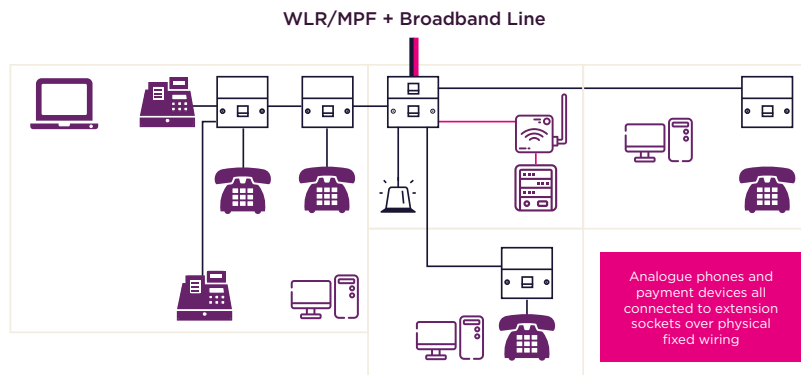 WLR/MPF + Broadband Line
Analogue phones and
payment devices all
connected to extension
sockets over physical
fixed wiring